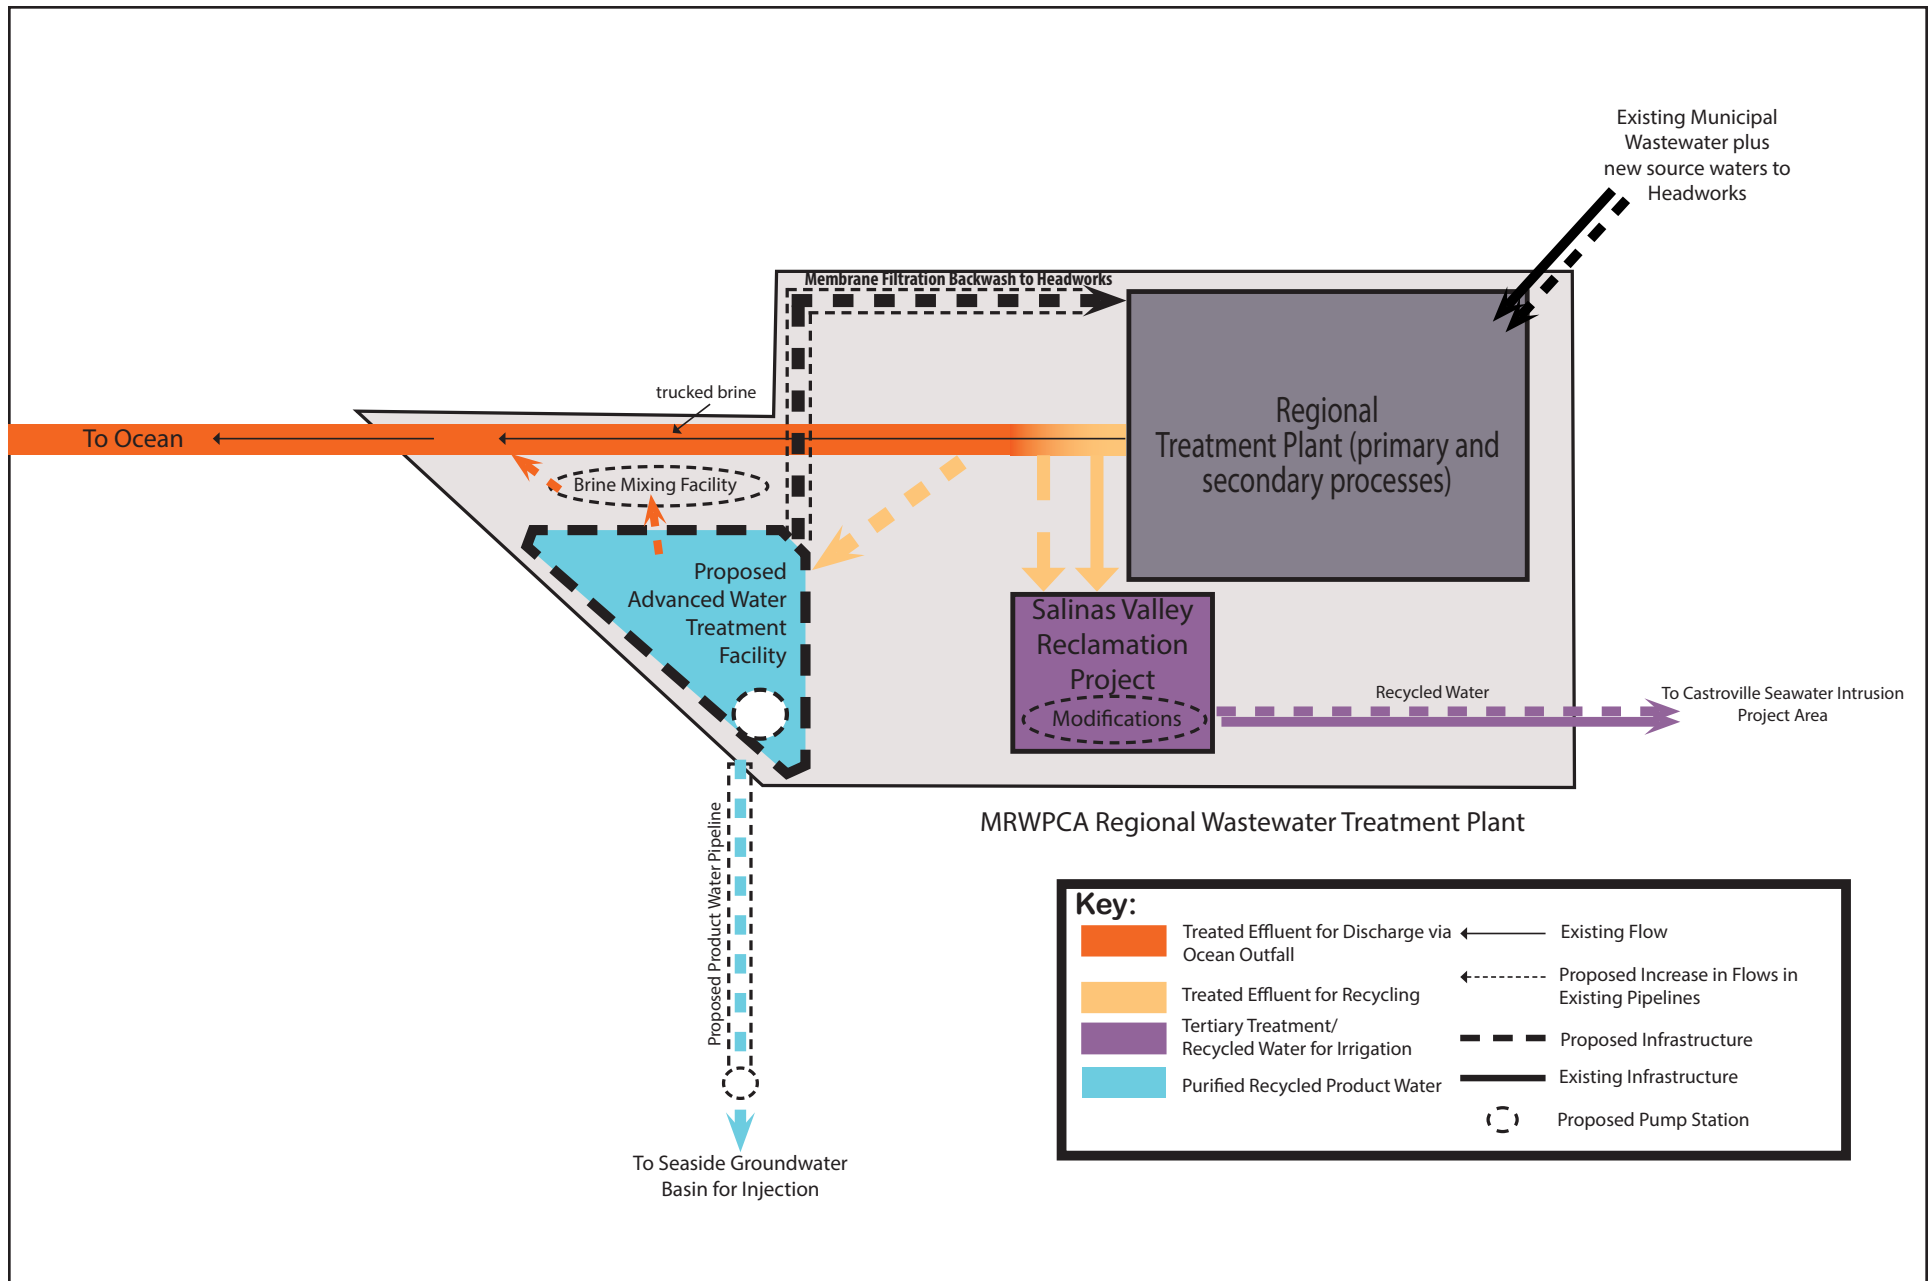 Existing Municipal
Wastewater plus
new source waters to
Headworks
Membrane Filtration Backwash to Headworks
trucked brine
To Ocean
Regional
Treatment Plant (primary and
secondary processes)
Brine Mixing Facility
Proposed
Advanced Water
Treatment
Facility
Salinas Valley
Reclamation
Project
Modifications
Recycled Water
To Castroville Seawater Intrusion
Project Area
MRWPCA Regional Wastewater Treatment Plant
Proposed Product Water Pipeline
To Seaside Groundwater
Basin for Injection
Key:
Treated Effluent for Discharge via
Ocean Outfall
Treated Effluent for Recycling
Tertiary Treatment/
Recycled Water for Irrigation
Purified Recycled Product Water
Existing Flow
Proposed Increase in Flows in
Existing Pipelines
Proposed Infrastructure
Existing Infrastructure
Proposed Pump Station